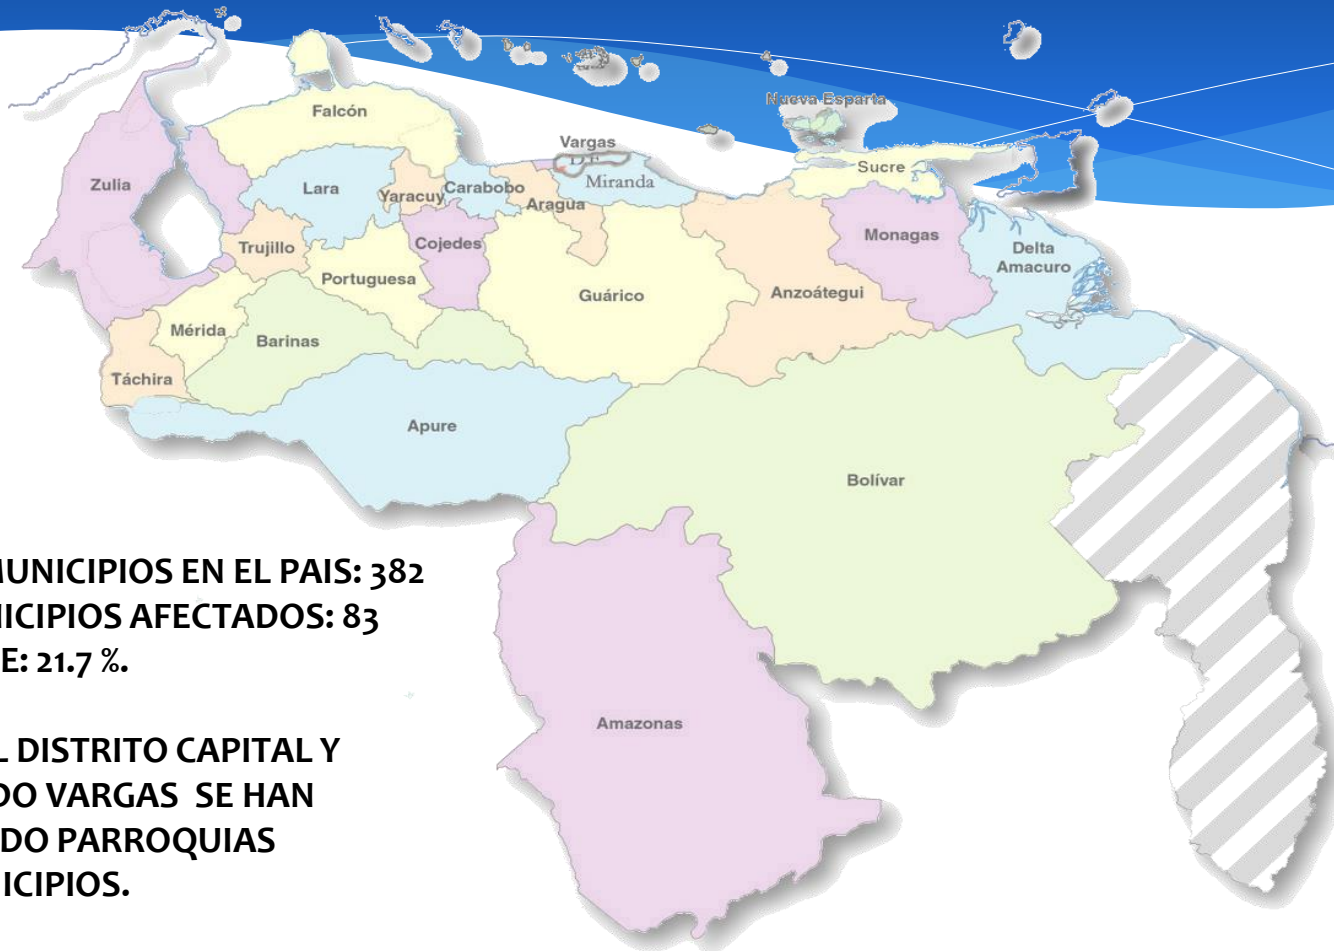 Nueva Esparta
Falcón
Vargas
D.F.
Sucre
Zulia
Lara
Yaracuy
Carabobo
Aragua
Miranda
Monagas
Delta
Amacuro
Trujillo
Cojedes
Portuguesa
Guárico
Anzoátegui
Mérida
Barinas
Táchira
Apure
Bolívar
Amazonas
MUNICIPIOS EN EL PAIS: 382
NICIPIOS AFECTADOS: 83
E: 21.7 %.
L DISTRITO CAPITAL Y
DO VARGAS SE HAN
DO PARROQUIAS
ICIPIOS.